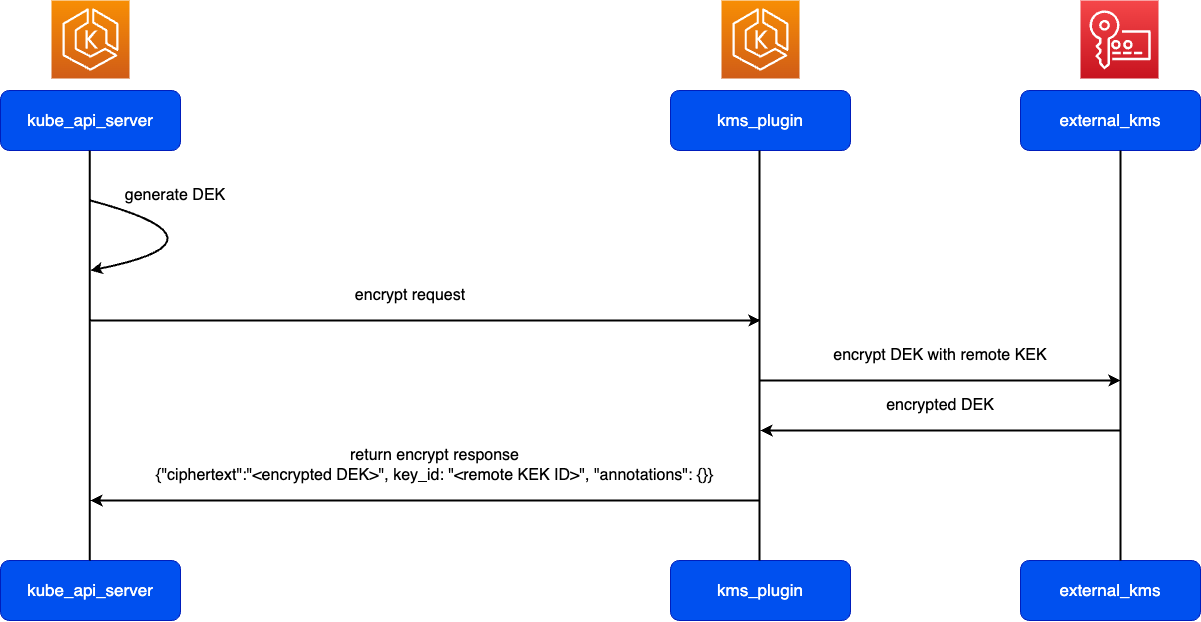 K
K
kube_api_server
kms_plugin
external_kms
generate DEK
encrypt request
encrypt DEK with remote KEK
encrypted DEK
return encrypt response
{"ciphertext":"<encrypted DEK>", key_id: "<remote KEK ID>", "annotations": {}}
kube_api_server
kms_plugin
external_kms